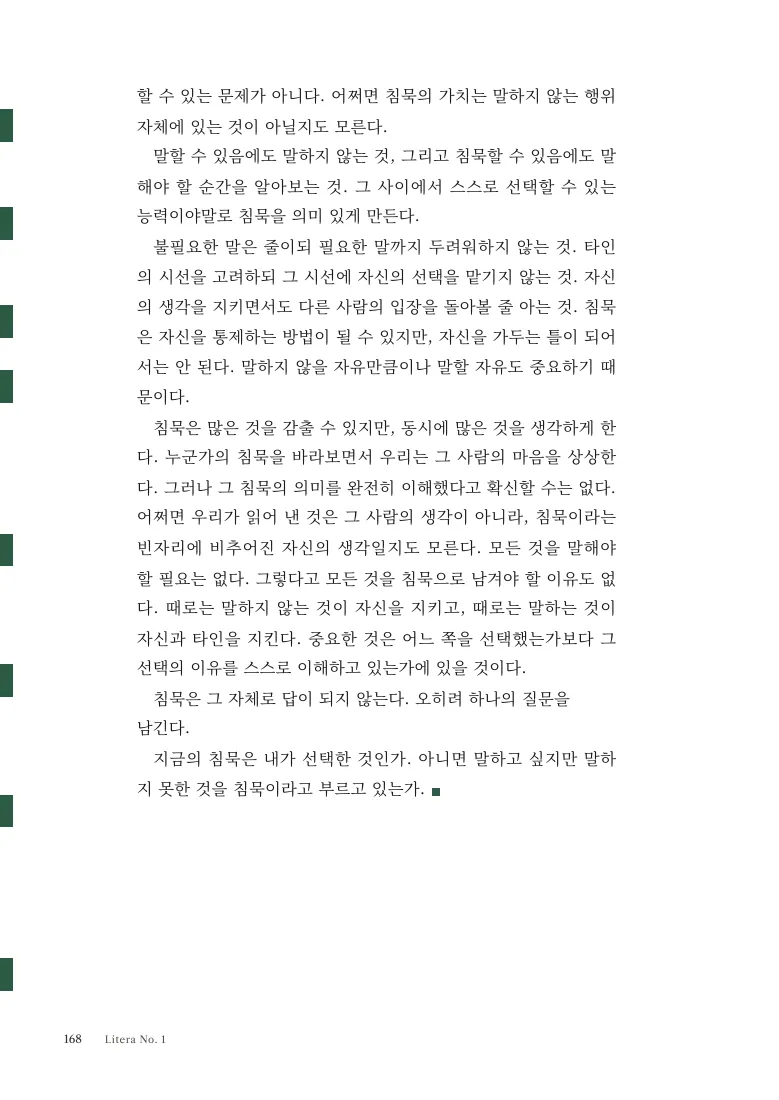 할 수 있는 문제가 아니다. 어쩌면 침묵의 가치는 말하지 않는 행위
자체에 있는 것이 아닐지도 모른다.
말할 수 있음에도 말하지 않는 것, 그리고 침묵할 수 있음에도 말
해야 할 순간을 알아보는 것. 그 사이에서 스스로 선택할 수 있는
능력이야말로 침묵을 의미 있게 만든다.
불필요한 말은 줄이되 필요한 말까지 두려워하지 않는 것. 타인
의 시선을 고려하되 그 시선에 자신의 선택을 맡기지 않는 것. 자신
의 생각을 지키면서도 다른 사람의 입장을 돌아볼 줄 아는 것. 침묵
은 자신을 통제하는 방법이 될 수 있지만, 자신을 가두는 틀이 되어
서는 안 된다. 말하지 않을 자유만큼이나 말할 자유도 중요하기 때
문이다.
침묵은 많은 것을 감출 수 있지만, 동시에 많은 것을 생각하게 한
다. 누군가의 침묵을 바라보면서 우리는 그 사람의 마음을 상상한
다. 그러나 그 침묵의 의미를 완전히 이해했다고 확신할 수는 없다.
어쩌면 우리가 읽어 낸 것은 그 사람의 생각이 아니라, 침묵이라는
빈자리에 비추어진 자신의 생각일지도 모른다. 모든 것을 말해야
할 필요는 없다. 그렇다고 모든 것을 침묵으로 남겨야 할 이유도 없
다. 때로는 말하지 않는 것이 자신을 지키고, 때로는 말하는 것이
자신과 타인을 지킨다. 중요한 것은 어느 쪽을 선택했는가보다 그
선택의 이유를 스스로 이해하고 있는가에 있을 것이다.
침묵은 그 자체로 답이 되지 않는다. 오히려 하나의 질문을
남긴다.
지금의 침묵은 내가 선택한 것인가. 아니면 말하고 싶지만 말하
지 못한 것을 침묵이라고 부르고 있는가. ■
168 Litera No. 1